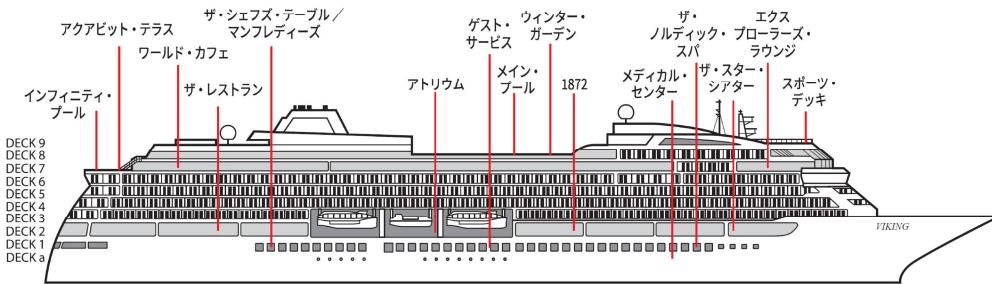 アクアビット・テラス
ワールド・カフェ
インフィニティ・
プール
ザ・レストラン
ザ・シェフズ・テーブル／
マンフレディーズ
アトリウム
ゲスト・
サービス
メイン・
プール
ウィンター・
ガーデン
1872
メディカル・
センター
ザ・
ノルディック・
スパ
ザ・スター・
シアター
エクス
プローラーズ・
ラウンジ
スポーツ・
デッキ
DECK 9
DECK 8
DECK 7
DECK 6
DECK 5
DECK 4
DECK 3
DECK 2
DECK 1
DECK a
VIKING